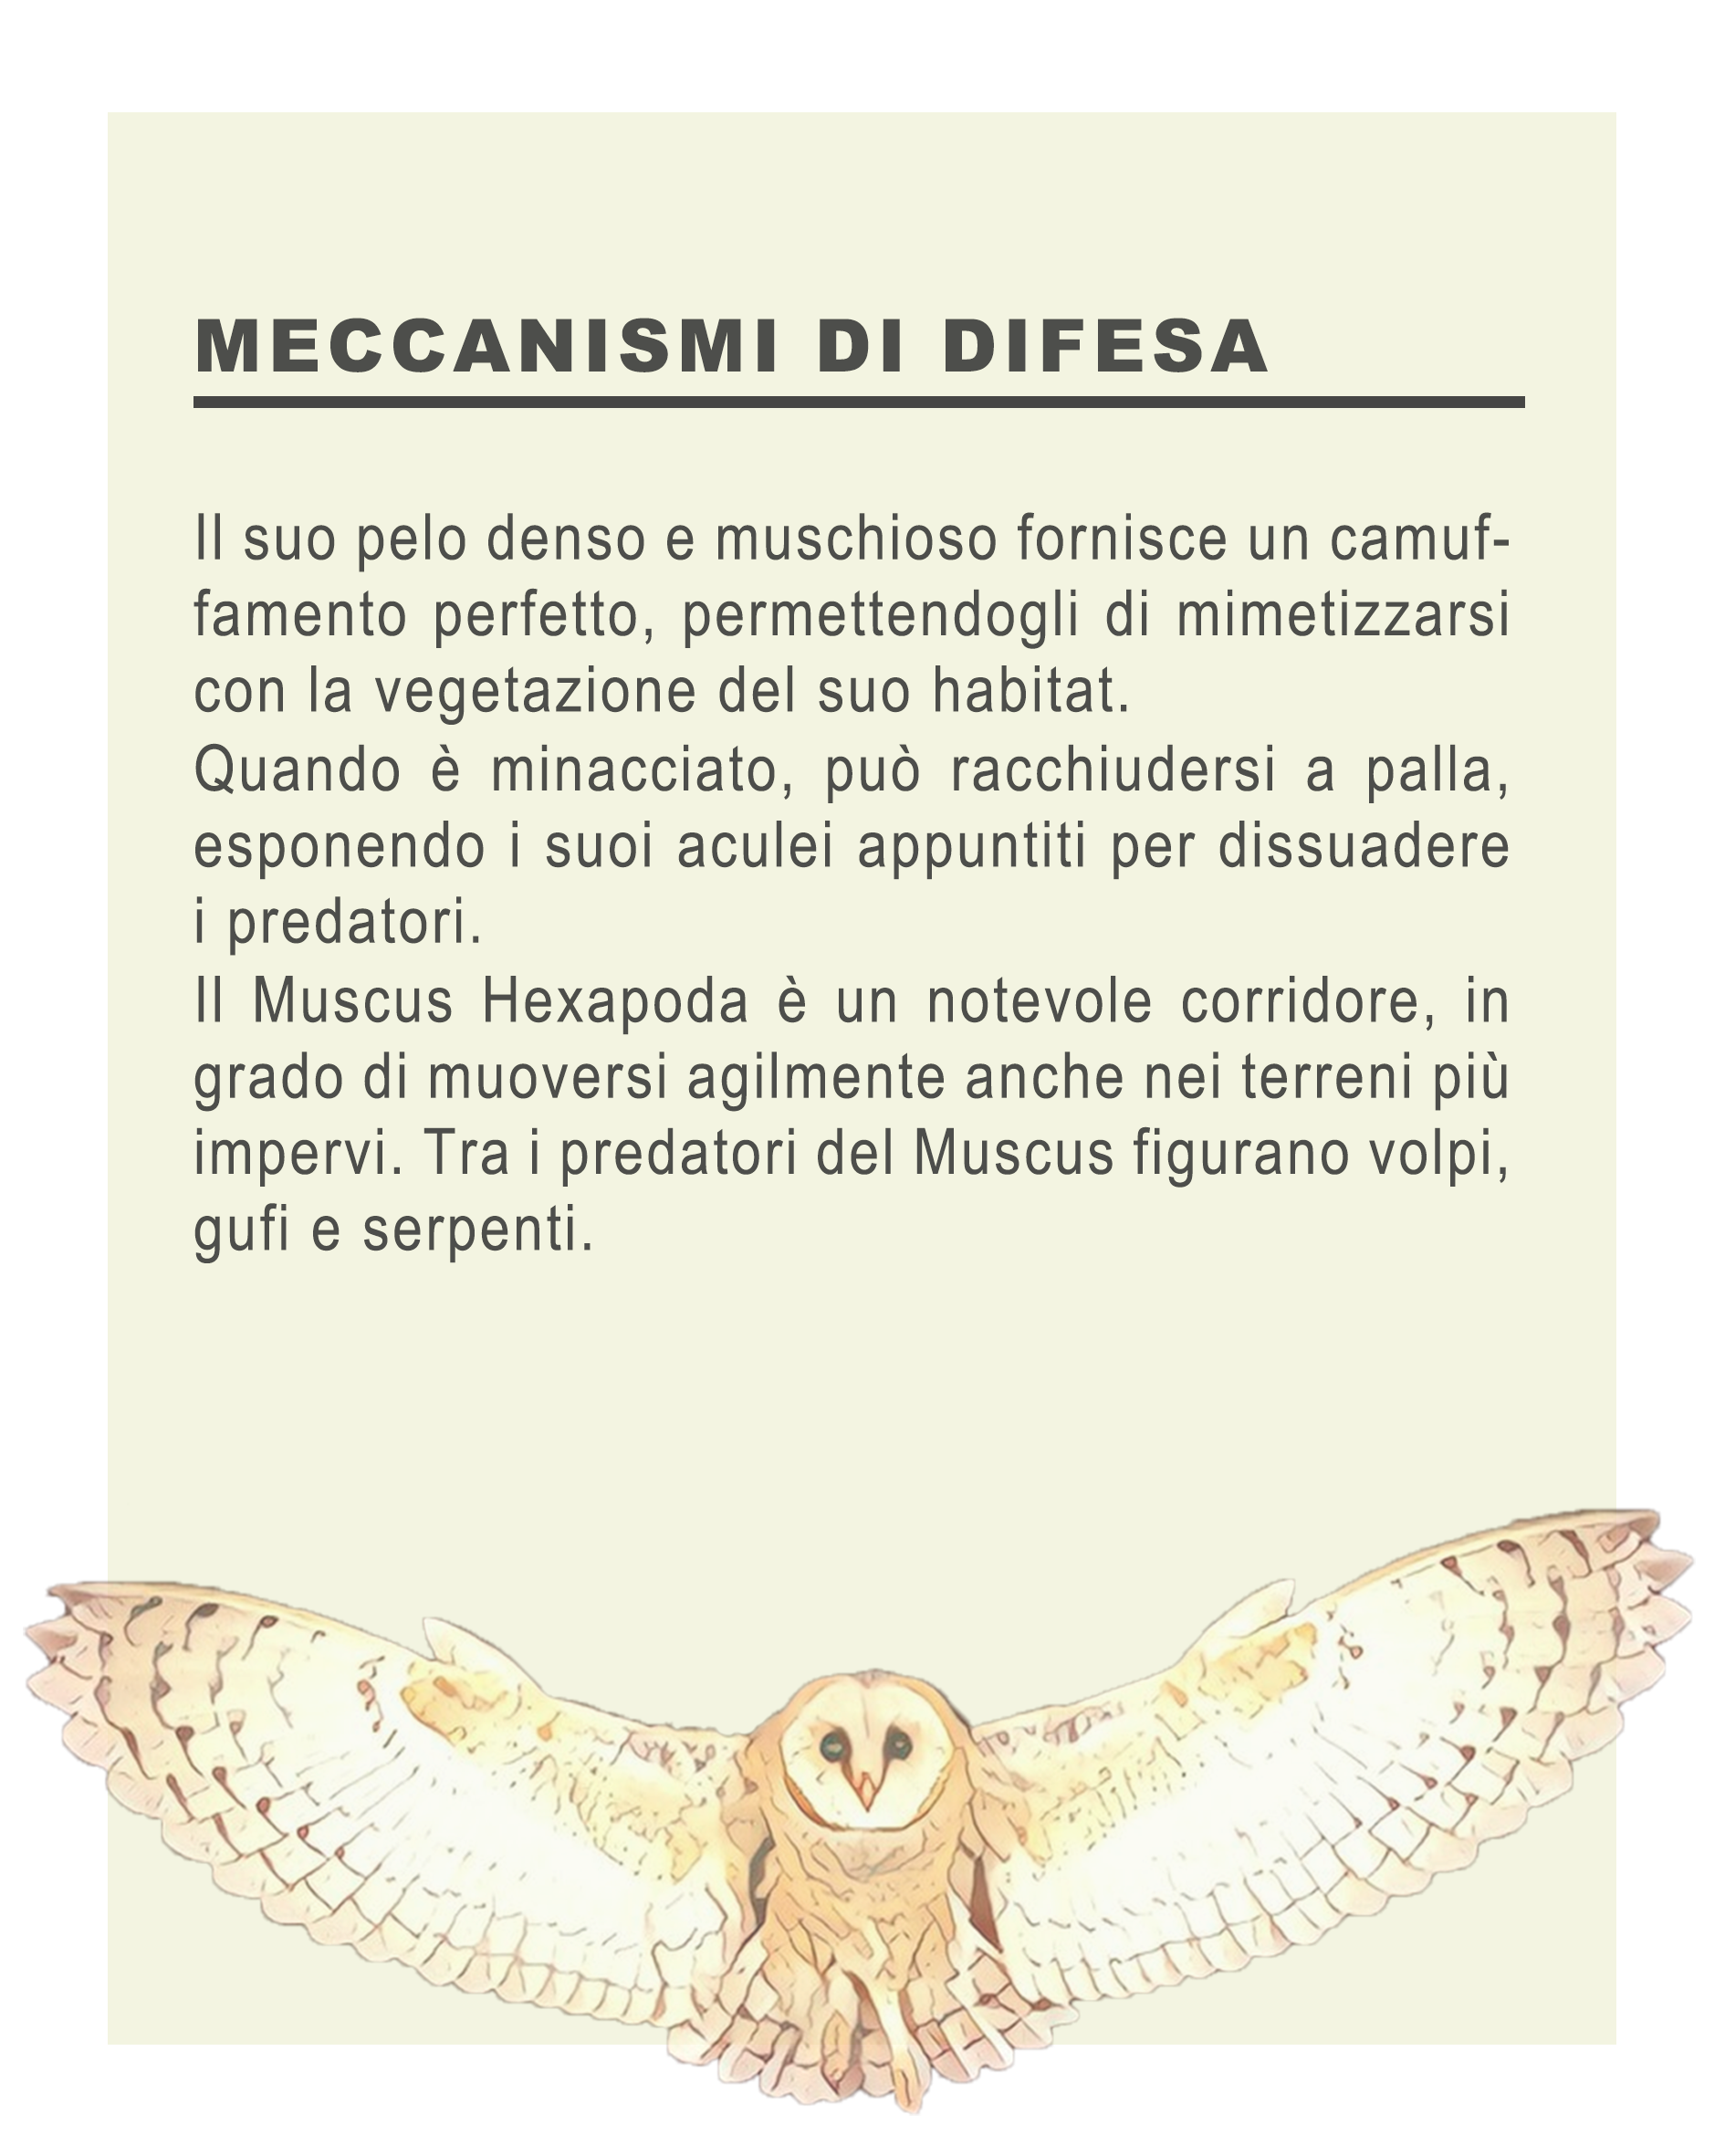 MECCANISMI DI DIFESA
Il suo pelo denso e muschioso fornisce un camuf-
famento perfetto, permettendogli di mimetizzarsi
con la vegetazione del suo habitat.
Quando è minacciato, può racchiudersi a palla,
esponendo i suoi aculei appuntiti per dissuadere
i predatori.
Il Muscus Hexapoda è un notevole corridore, in
grado di muoversi agilmente anche nei terreni più
impervi. Tra i predatori del Muscus figurano volpi,
gufi e serpenti.